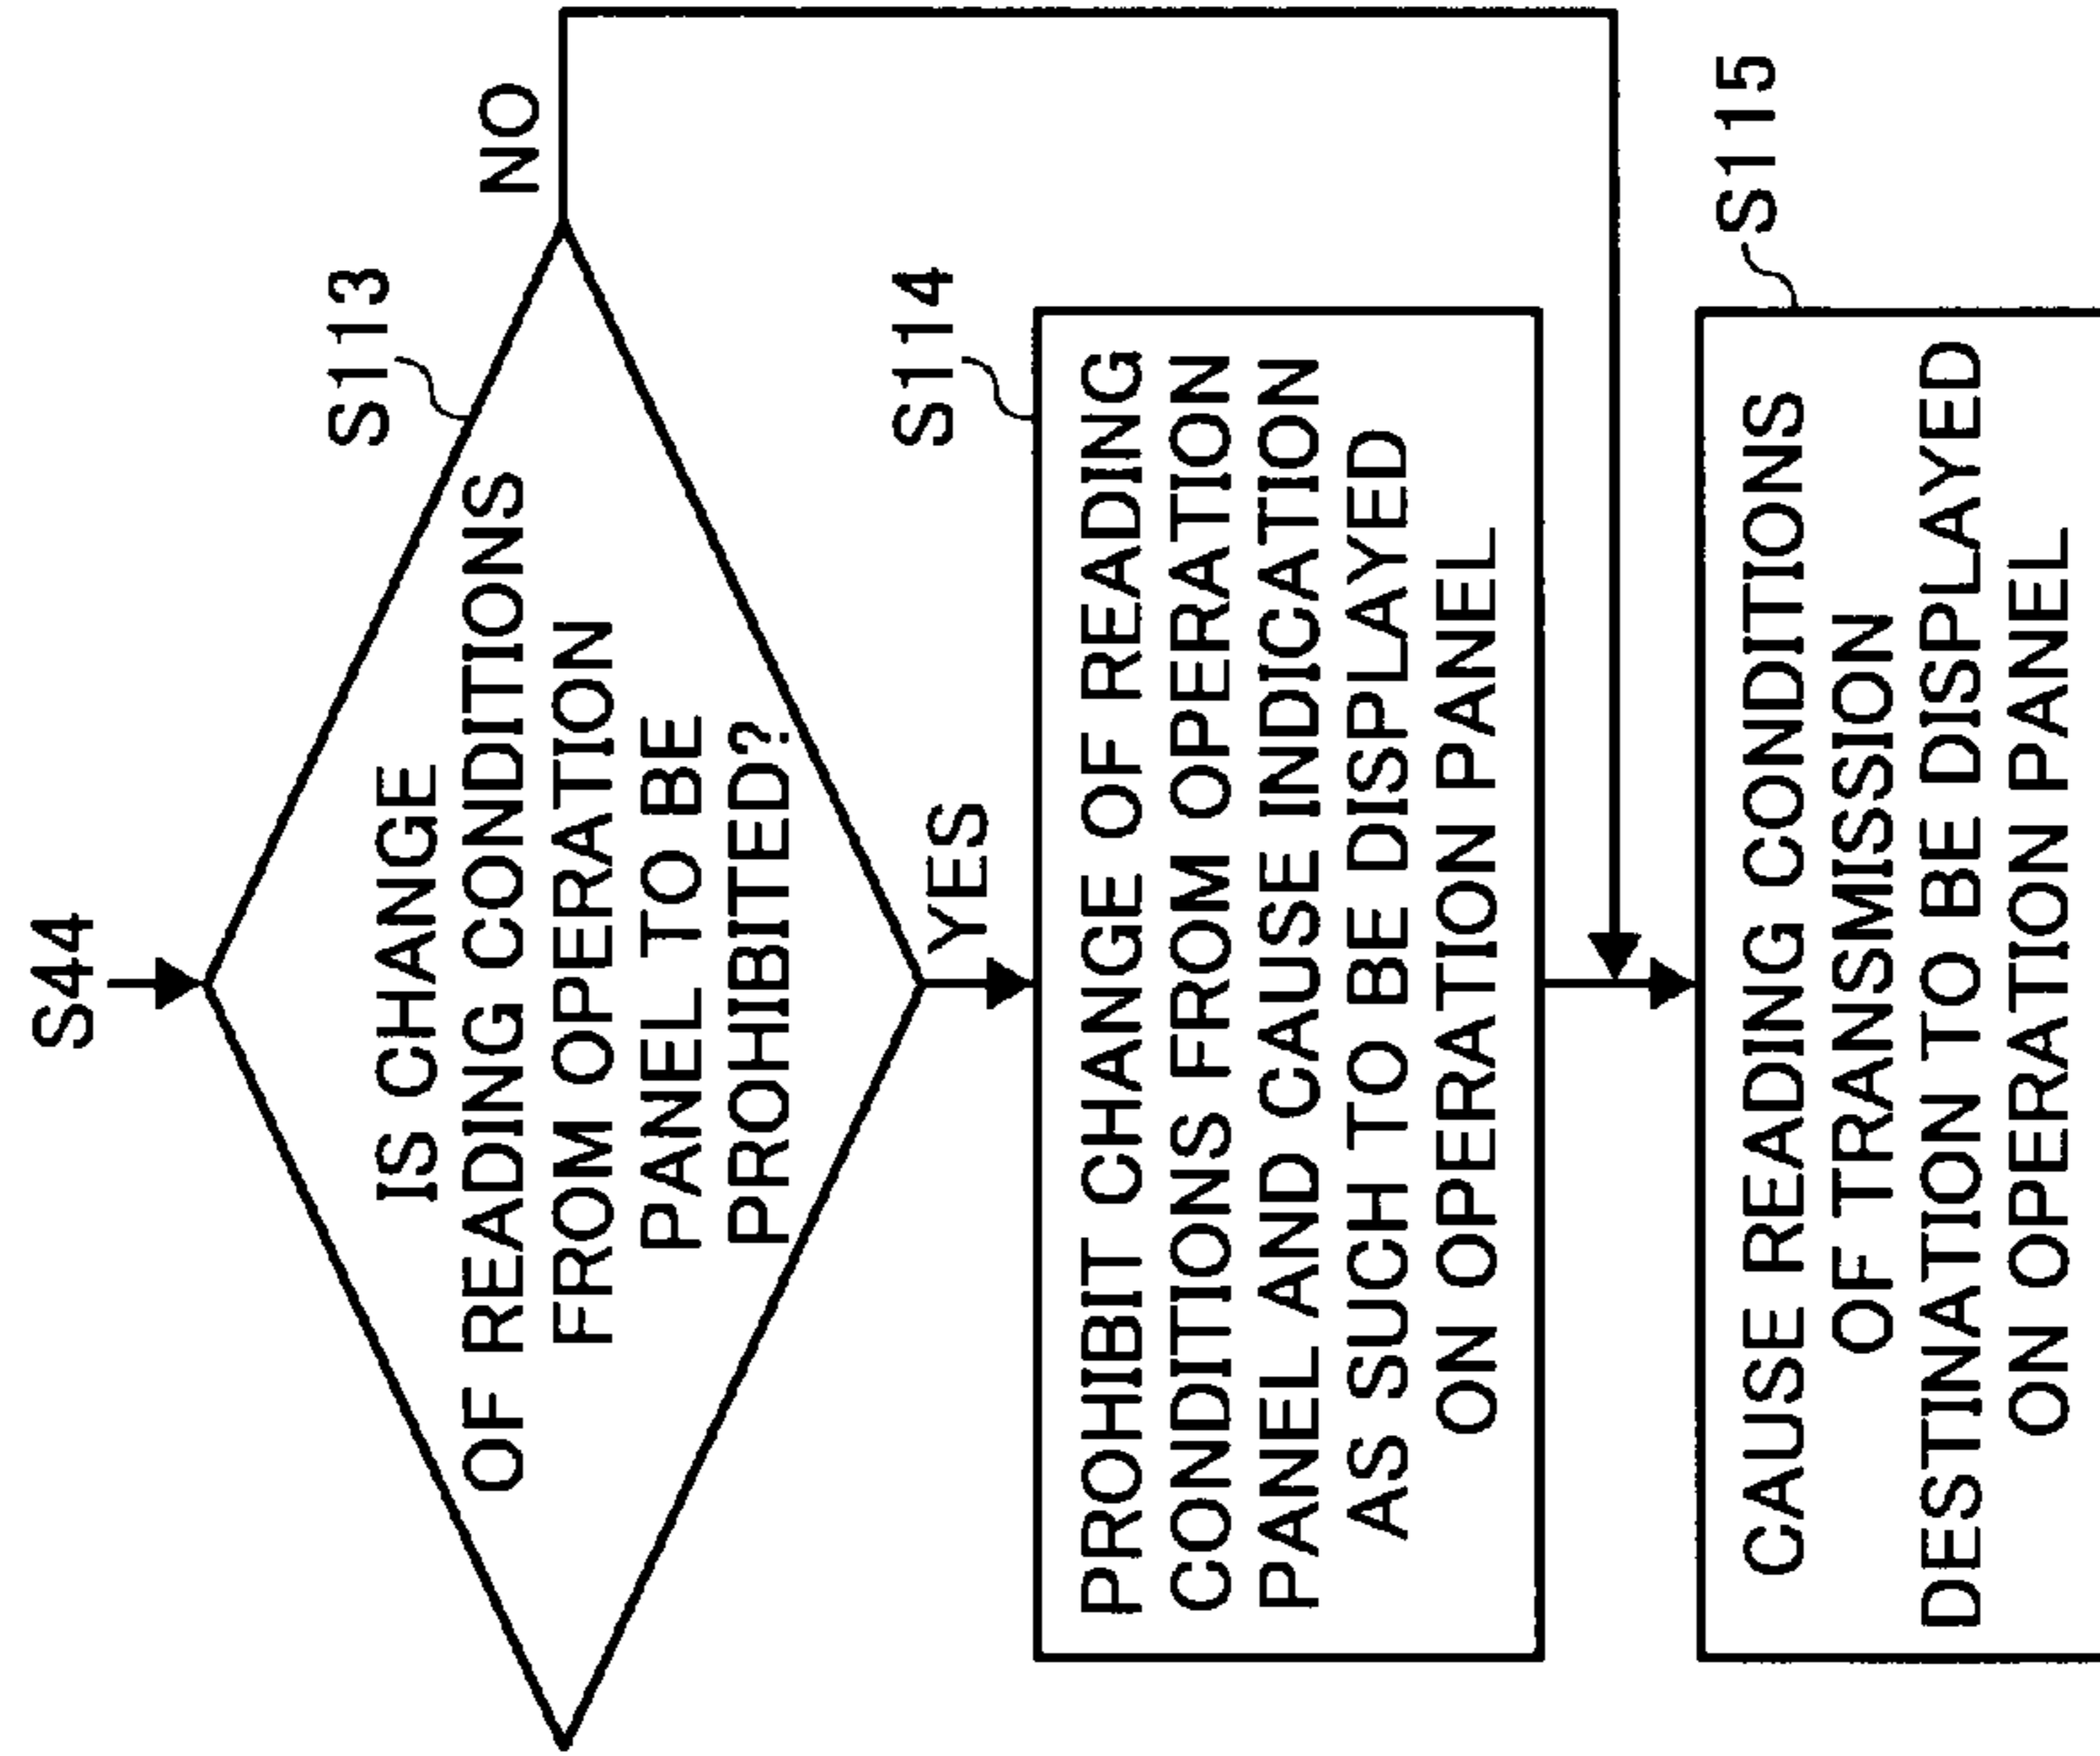 S44
S113
IS CHANGE
OF READING CONDITIONS
FROM OPERATION
PANEL TO BE
PROHIBITED?
NO
YES
S114
PROHIBIT CHANGE OF READING
CONDITIONS FROM OPERATION
PANEL AND CAUSE INDICATION
AS SUCH TO BE DISPLAYED
ON OPERATION PANEL
S115
CAUSE READING CONDITIONS
OF TRANSMISSION
DESTINATION TO BE DISPLAYED
ON OPERATION PANEL